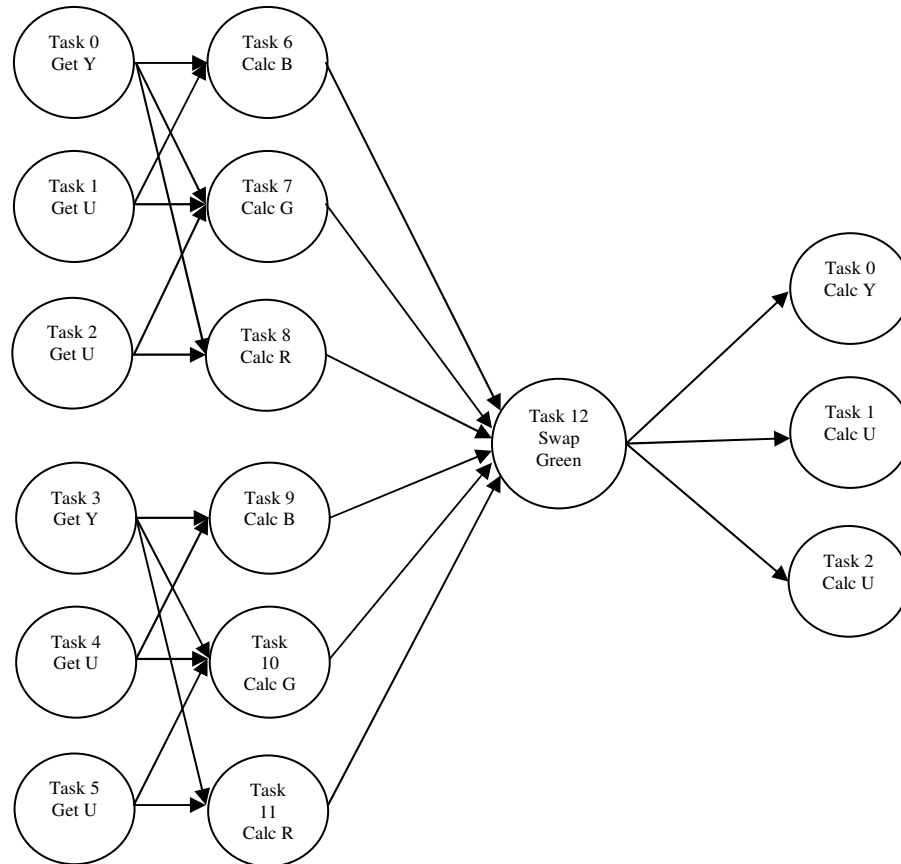 Task 0
Get Y
Task 6
Calc B
Task 1
Get U
Task 7
Calc G
Task 2
Get U
Task 8
Calc R
Task 3
Get Y
Task 9
Calc B
Task 4
Get U
Task
10
Calc G
Task 5
Get U
Task
11
Calc R
Task 12
Swap
Green
Task 0
Calc Y
Task 1
Calc U
Task 2
Calc U